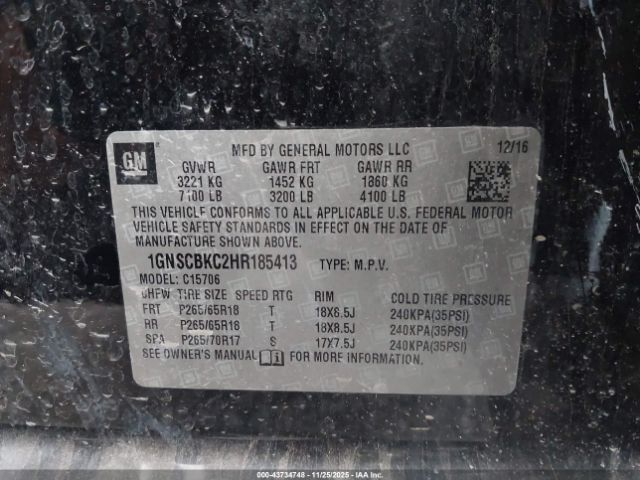 GM
MFD BY GENERAL MOTORS LLC 12/16
GVWR GAWR FRT GAWR RR
3221 KG 1452 KG 1860 KG
7100 LB 3200 LB 4100 LB
THIS VEHICLE CONFORMS TO ALL APPLICABLE U.S. FEDERAL MOTOR
VEHICLE SAFETY STANDARDS IN EFFECT ON THE DATE OF
MANUFACTURE SHOWN ABOVE.
1GNSCBKC2HR185413 TYPE: M.P.V.
MODEL: C15706
TIRE SIZE SPEED RTG RIM COLD TIRE PRESSURE
FRT P265/65R18 T 18X8.5J 240KPA(35PSI)
RR P265/65R18 T 18X8.5J 240KPA(35PSI)
SPA P265/70R17 S 17X7.5J 240KPA(35PSI)
SEE OWNER'S MANUAL FOR MORE INFORMATION.
000-43734748 - 11/25/2025 - COPYRIGHT IAA, LLC